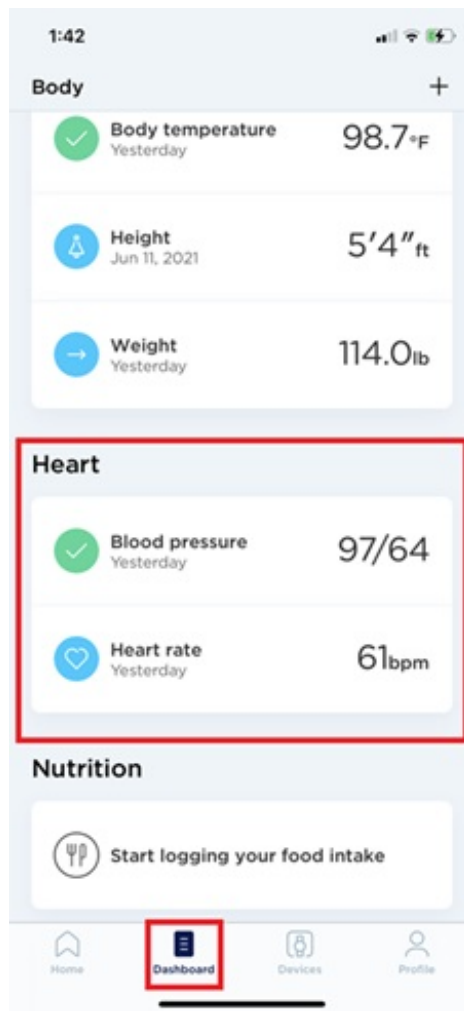 1:42
Body +
Body temperature
Yesterday
98.7°F
Height
Jun 11, 2021
5'4"ft
Weight
Yesterday
114.0lb
Heart
Blood pressure
Yesterday
97/64
Heart rate
Yesterday
61bpm
Nutrition
Start logging your food intake
Home Dashboard Devices Profile